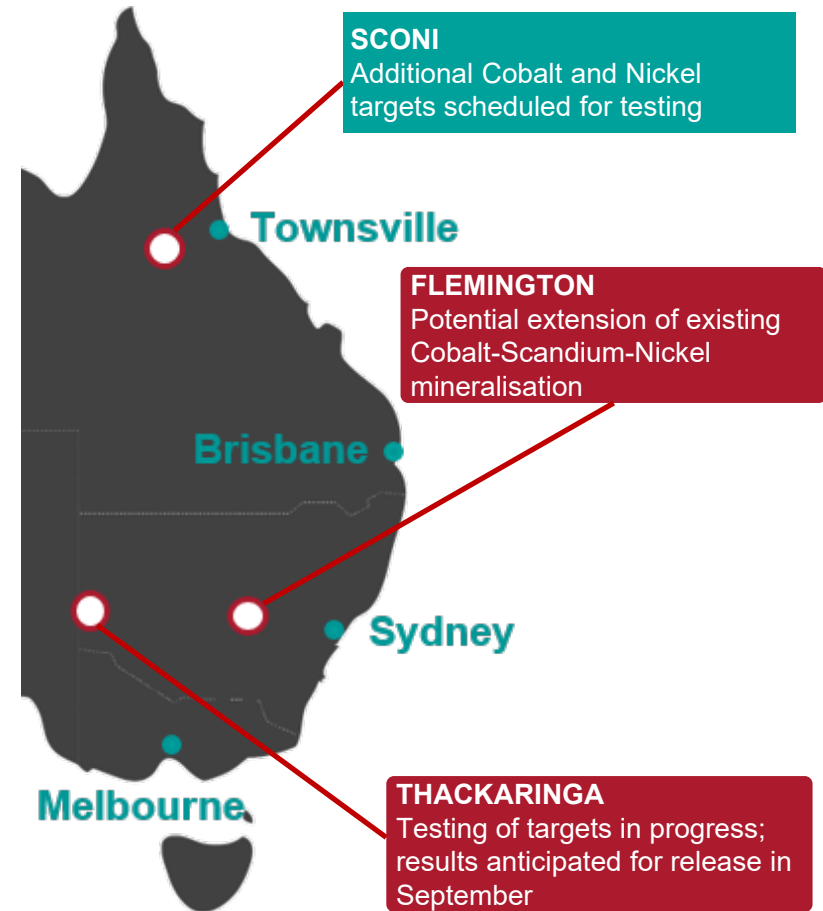 SCONI
Additional Cobalt and Nickel
targets scheduled for testing
Townsville
FLEMINGTON
Potential extension of existing
Cobalt-Scandium-Nickel
mineralisation
Brisbane
Sydney
Melbourne
THACKARINGA
Testing of targets in progress;
results anticipated for release in
September